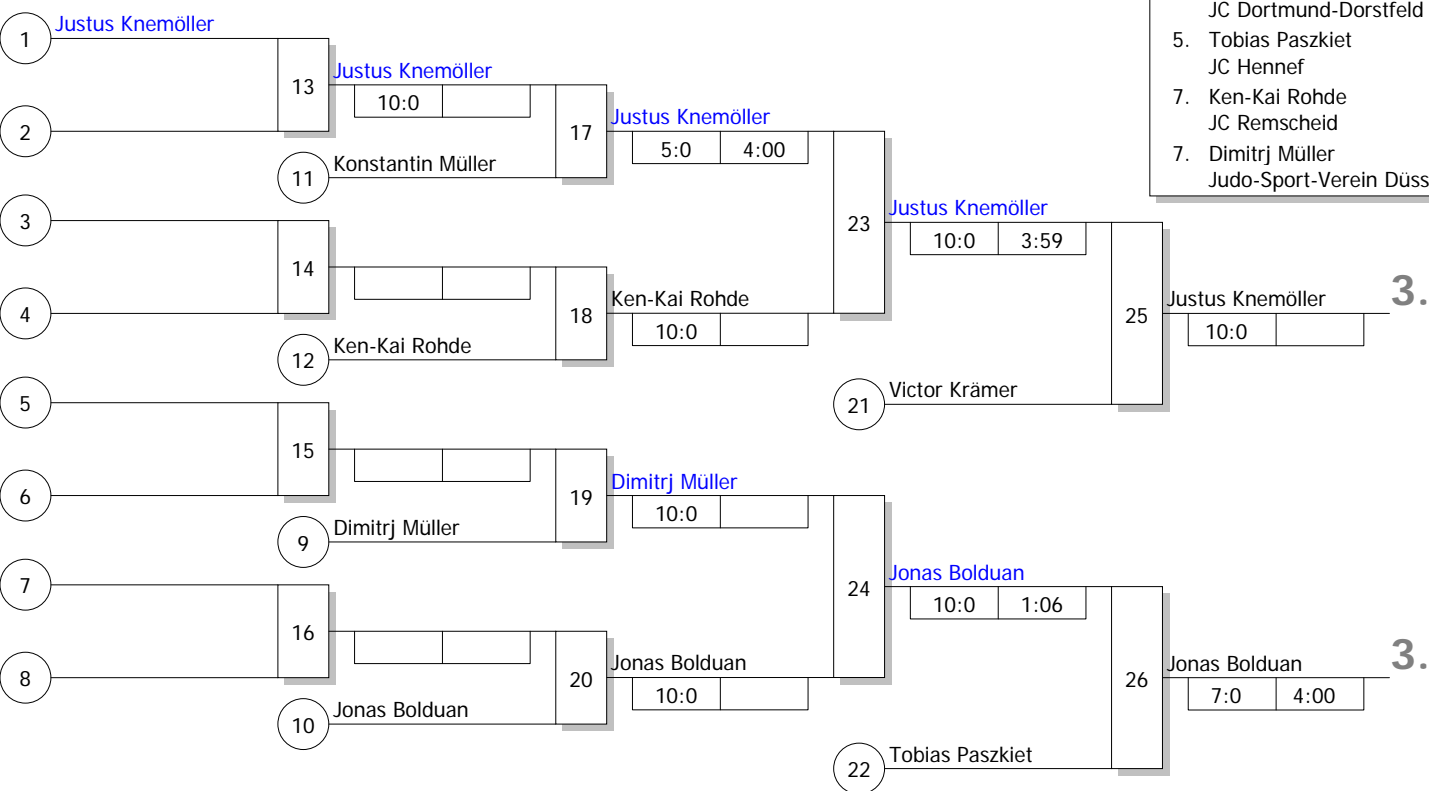 JC Dortmund-Dorstfeld
5. Tobias Paszkiet
JC Hennef
7. Ken-Kai Rohde
JC Remscheid
7. Dimitrj Müller
Judo-Sport-Verein Düss
1 Justus Knemöller
2
13 Justus Knemöller
10:0
11 Konstantin Müller
17 Justus Knemöller
5:0 4:00
3
4
14
12 Ken-Kai Rohde
18 Ken-Kai Rohde
10:0
23 Justus Knemöller
10:0 3:59
21 Victor Krämer
25 Justus Knemöller 3.
10:0
5
6
15
9 Dimitrj Müller
19 Dimitrj Müller
10:0
7
8
16
10 Jonas Bolduan
20 Jonas Bolduan
10:0
24 Jonas Bolduan
10:0 1:06
22 Tobias Paszkiet
26 Jonas Bolduan 3.
7:0 4:00